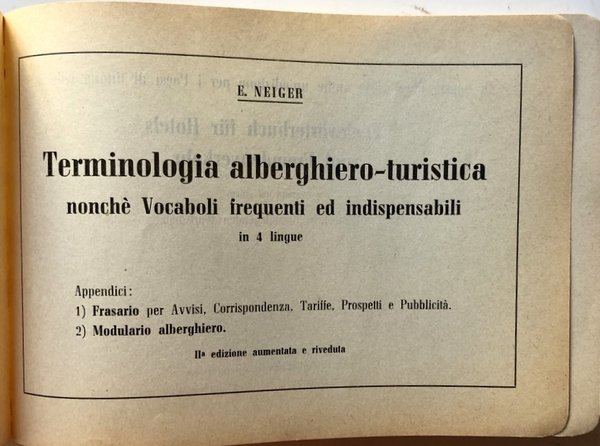 E. NEIGER
Terminologia alberghiero-turistica
nonchè Vocaboli frequenti ed indispensabili
in 4 lingue
Appendici:
1) Frasario per Avvisi, Corrispondenza, Tariffe, Prospetti e Pubblicità.
2) Modulario alberghiero.
IIª edizione aumentata e riveduta